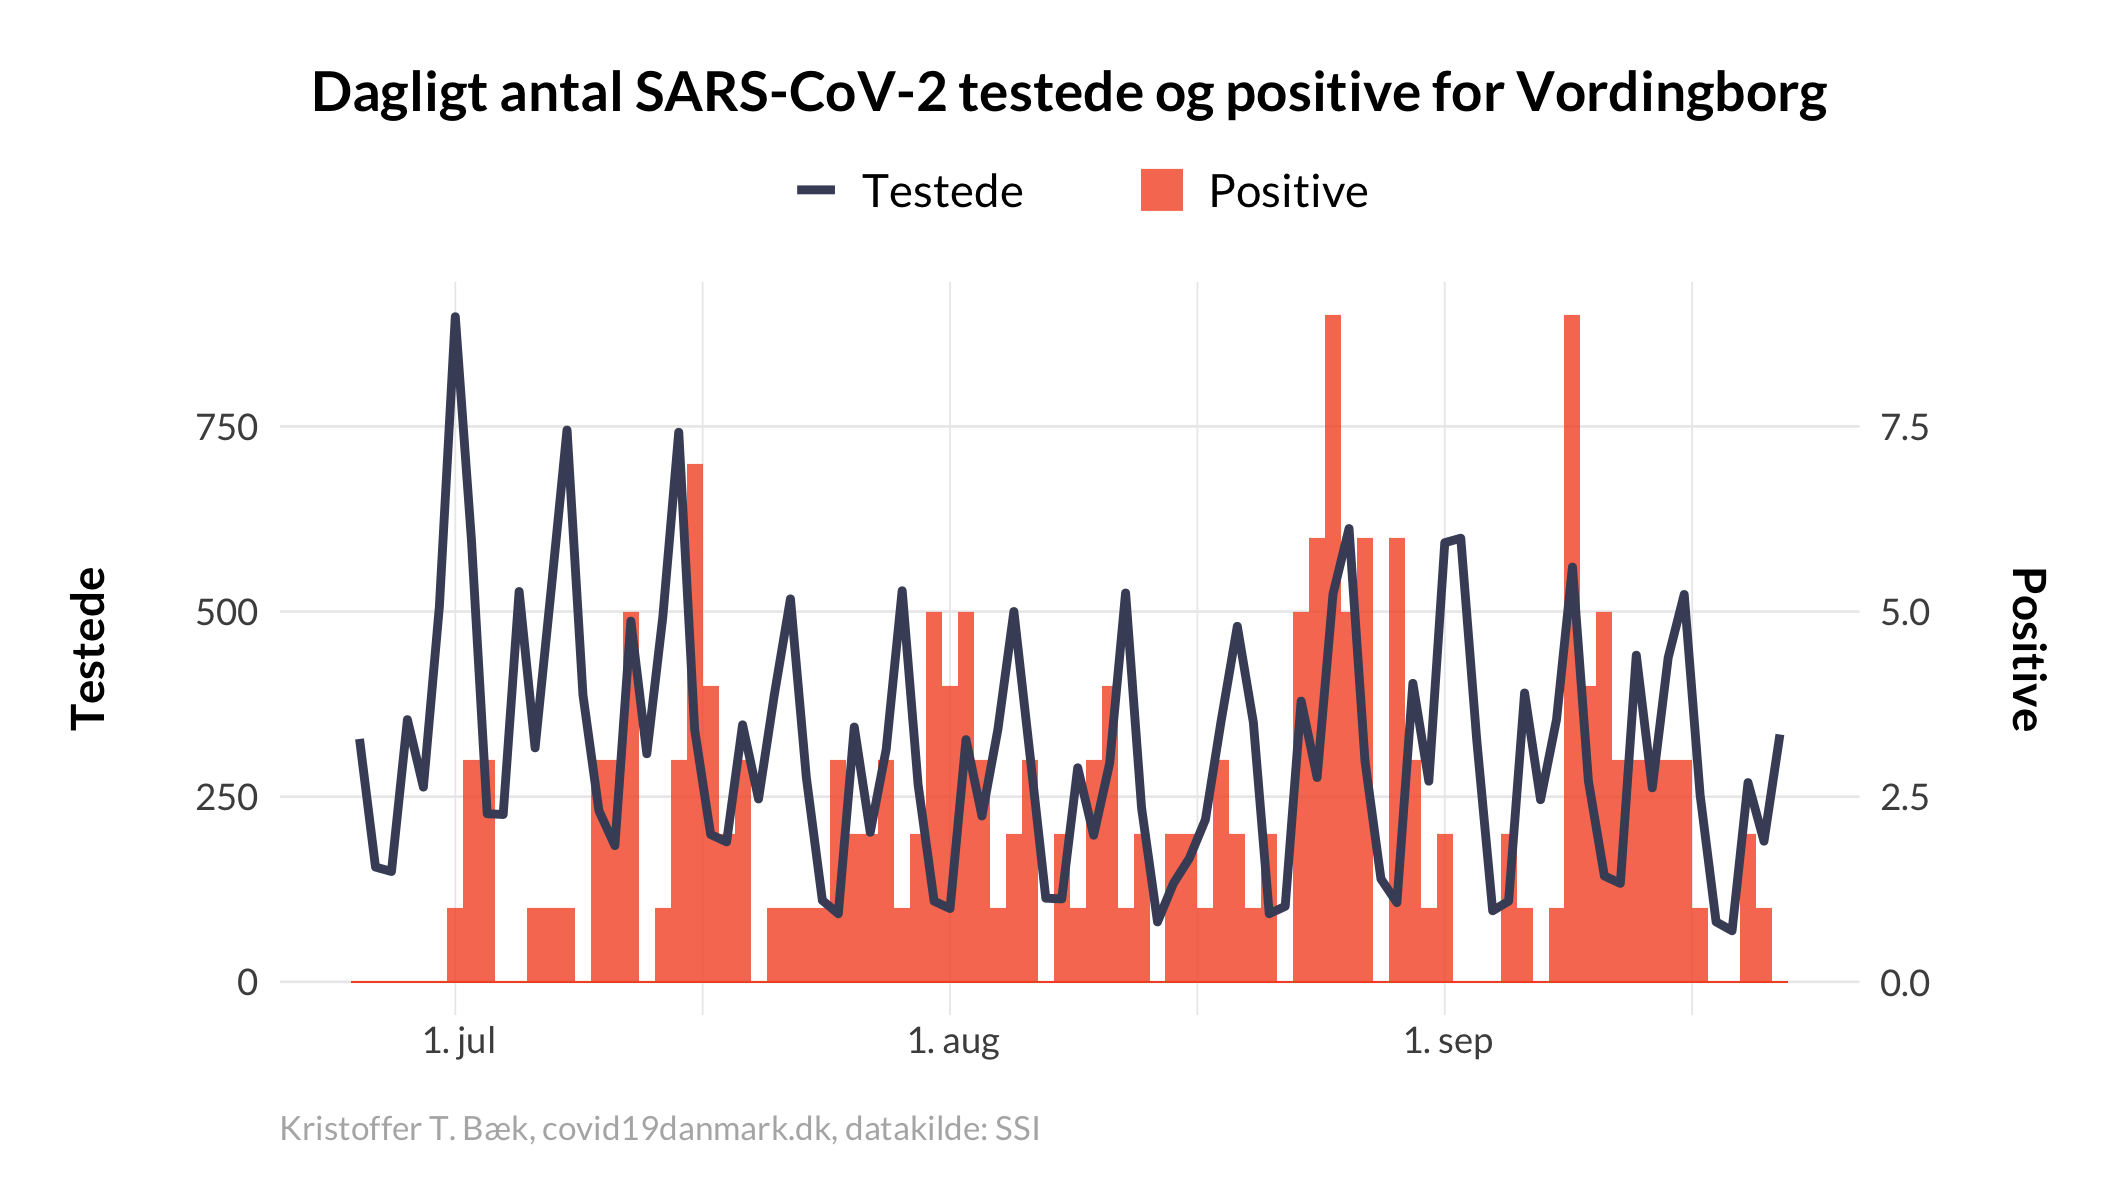 Dagligt antal SARS-CoV-2 testede og positive for Vordingborg
Testede
Positive
Testede
750
500
250
0
7.5
5.0
2.5
0.0
Positive
1. jul
1. aug
1. sep
Kristoffer T. Bæk, covid19danmark.dk, datakilde: SSI